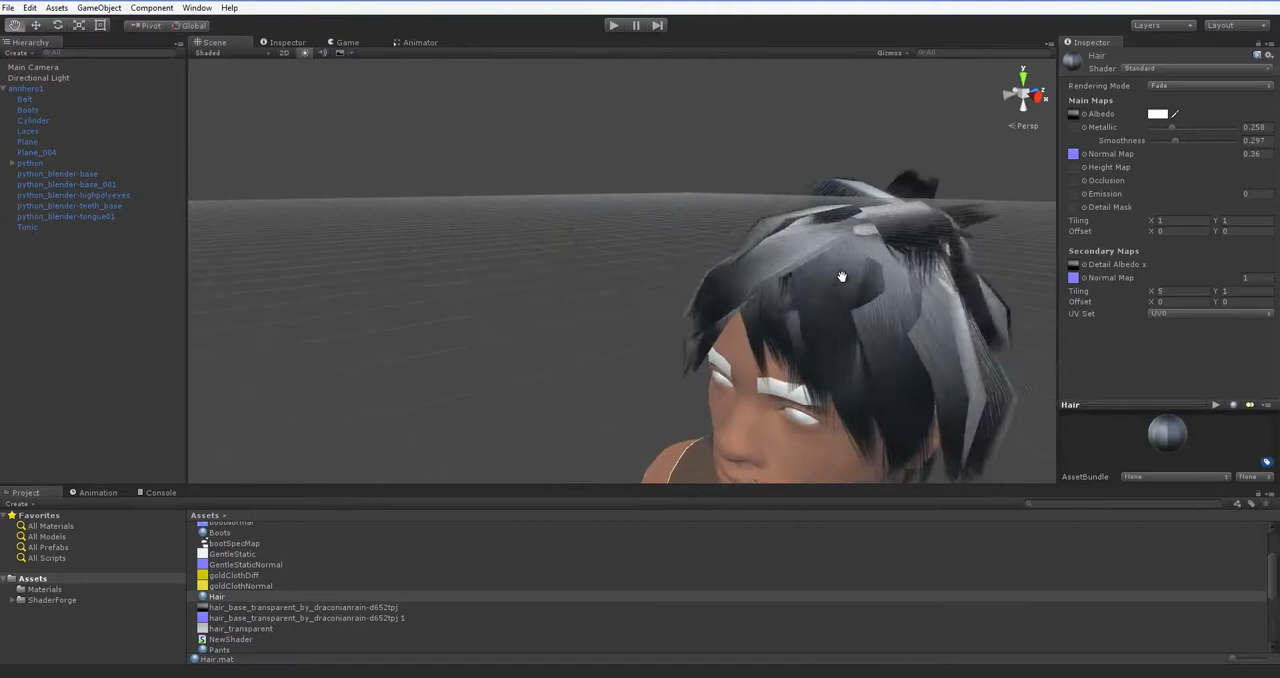 File Edit Assets GameObject Component Window Help
Pivot Global Layers Layout
Hierarchy
Create All
Main Camera
Directional Light
annhero1
Belt
Boots
Cylinder
Laces
Plane
Plane_004
python
python_blender-base
python_blender-base_001
python_blender-highpolyeyes
python_blender-teeth_base
python_blender-tongue01
Tunic
Scene Inspector Game Animator
Shaded 2D Gizmos All
y
z
x
Persp
Inspector
Hair
Shader Standard
Rendering Mode Fade
Main Maps
Albedo
Metallic 0.258
Smoothness 0.297
Normal Map 0.36
Height Map
Occlusion
Emission 0
Detail Mask
Tiling X 1 Y 1
Offset X 0 Y 0
Secondary Maps
Detail Albedo x
Normal Map 1
Tiling X 5 Y 1
Offset X 0 Y 0
UV Set UV0
Hair
AssetBundle None None
Project Animation Console
Create
Favorites
All Materials
All Models
All Prefabs
All Scripts
Assets
Materials
ShaderForge
Assets
bootNormal
Boots
bootSpecMap
GentleStatic
GentleStaticNormal
goldClothDiff
goldClothNormal
Hair
hair_base_transparent_by_draconianrain-d652tpj
hair_base_transparent_by_draconianrain-d652tpj 1
hair_transparent
NewShader
Pants
Hair.mat